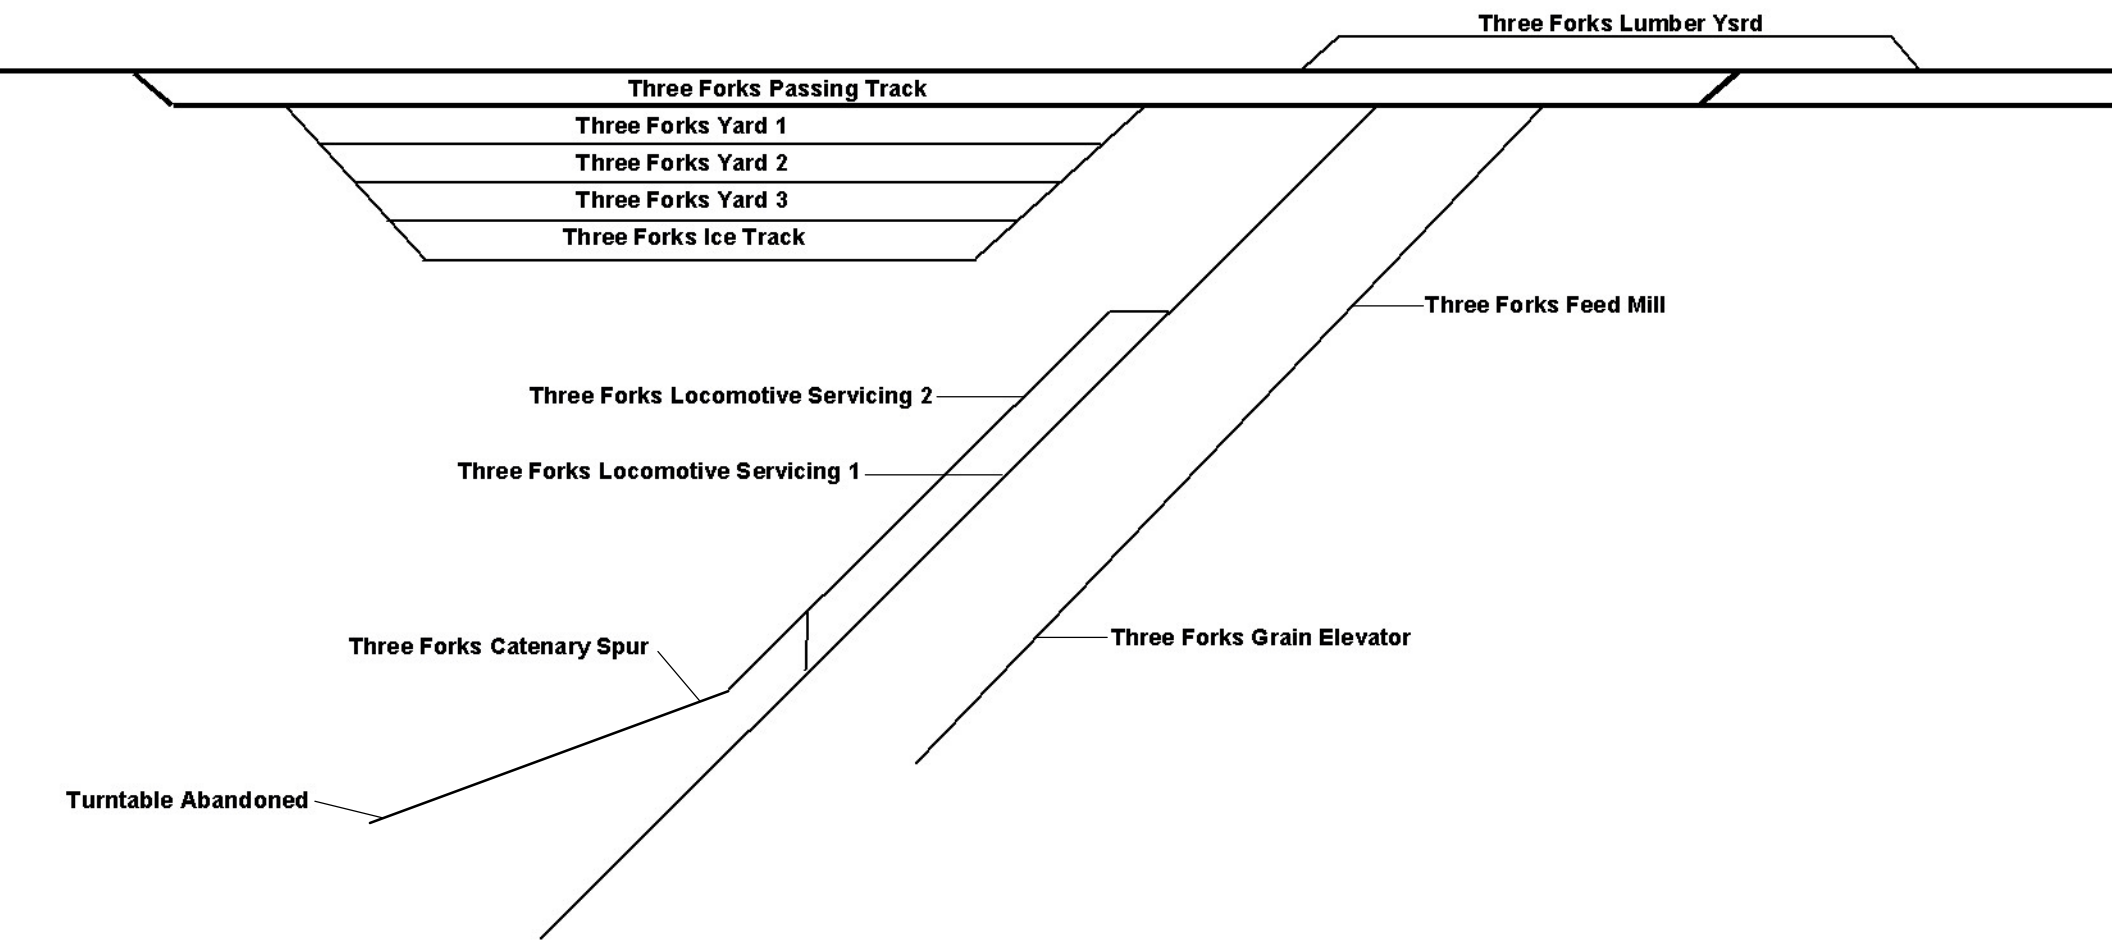 Three Forks Lumber Ysrd
Three Forks Passing Track
Three Forks Yard 1
Three Forks Yard 2
Three Forks Yard 3
Three Forks Ice Track
Three Forks Feed Mill
Three Forks Locomotive Servicing 2
Three Forks Locomotive Servicing 1
Three Forks Grain Elevator
Three Forks Catenary Spur
Turntable Abandoned